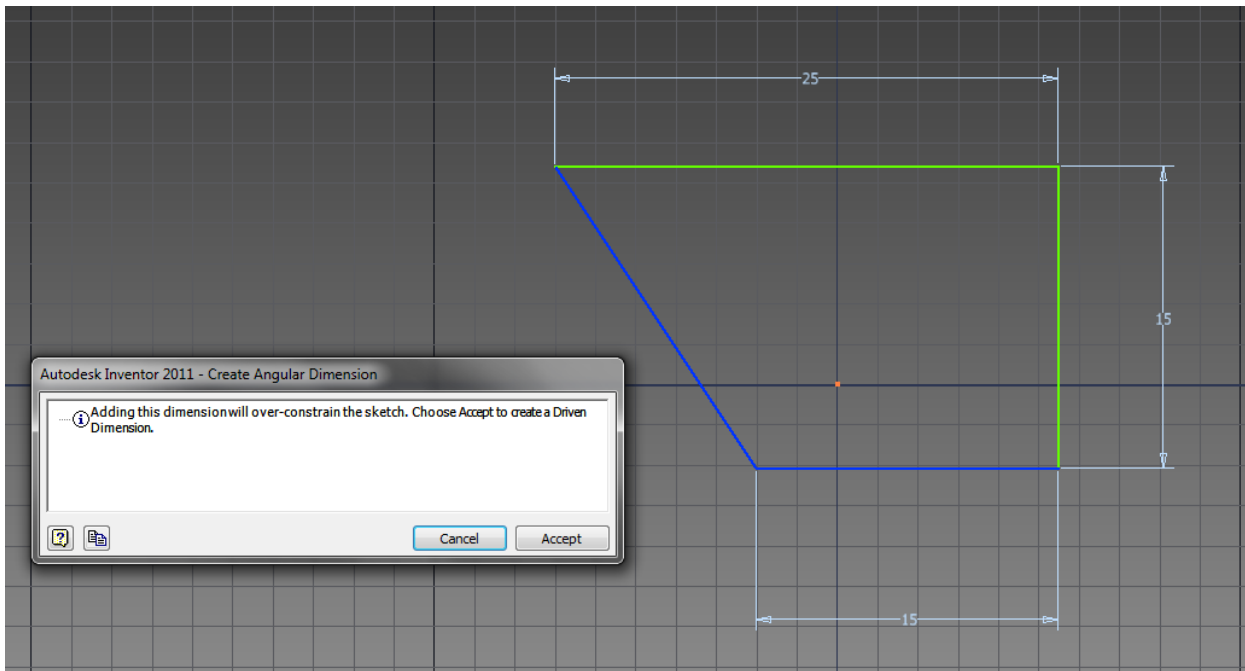 25
15
Autodesk Inventor 2011 - Create Angular Dimension
Adding this dimension will over-constrain the sketch. Choose Accept to create a Driven
Dimension.
Cancel Accept
15